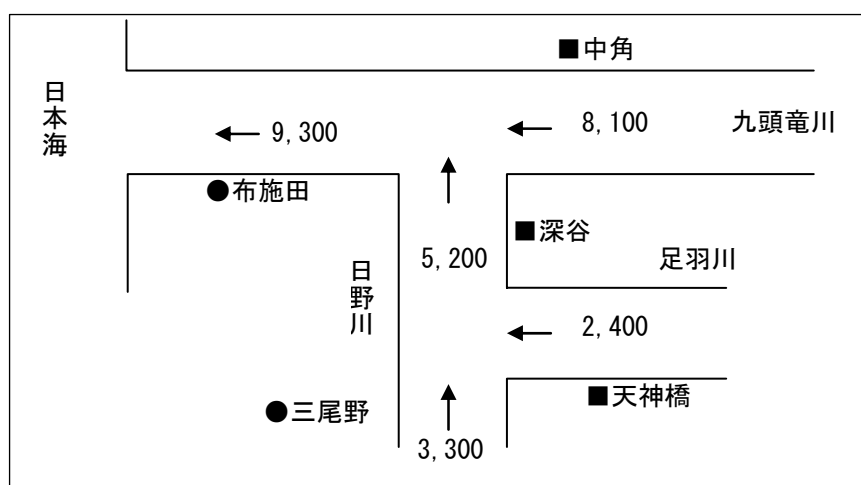 ■中角
日本海
← 9,300
← 8,100
九頭竜川
●布施田
■深谷
5,200
足羽川
日野川
← 2,400
■天神橋
●三尾野
3,300